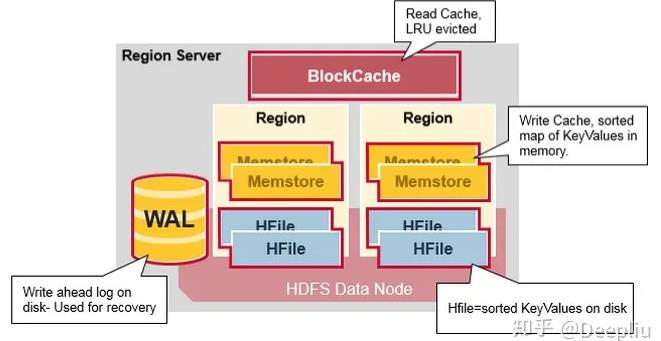 Read Cache,
LRU evicted
Region Server
BlockCache
Region
Region
Write Cache, sorted
map of KeyValues in
memory.
Memstore
Memstore
Memstore
Memstore
WAL
HFile
HFile
HFile
HFile
Write ahead log on
disk- Used for recovery
HDFS Data Node
Hfile=sorted KeyValues on disk
知乎 @Deepliu